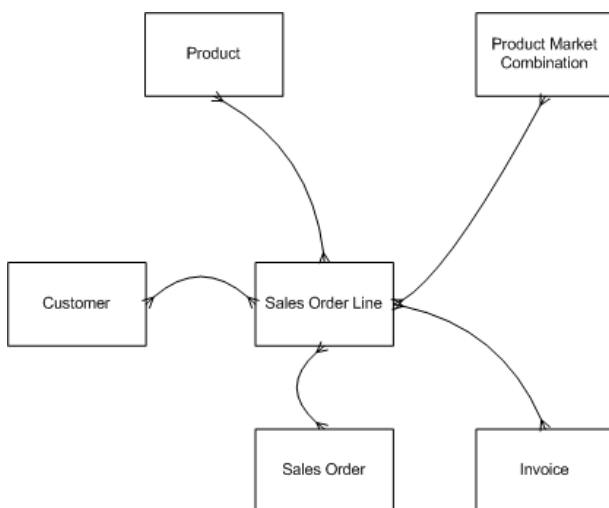 Product
Product Market
Combination
Customer
Sales Order Line
Sales Order
Invoice